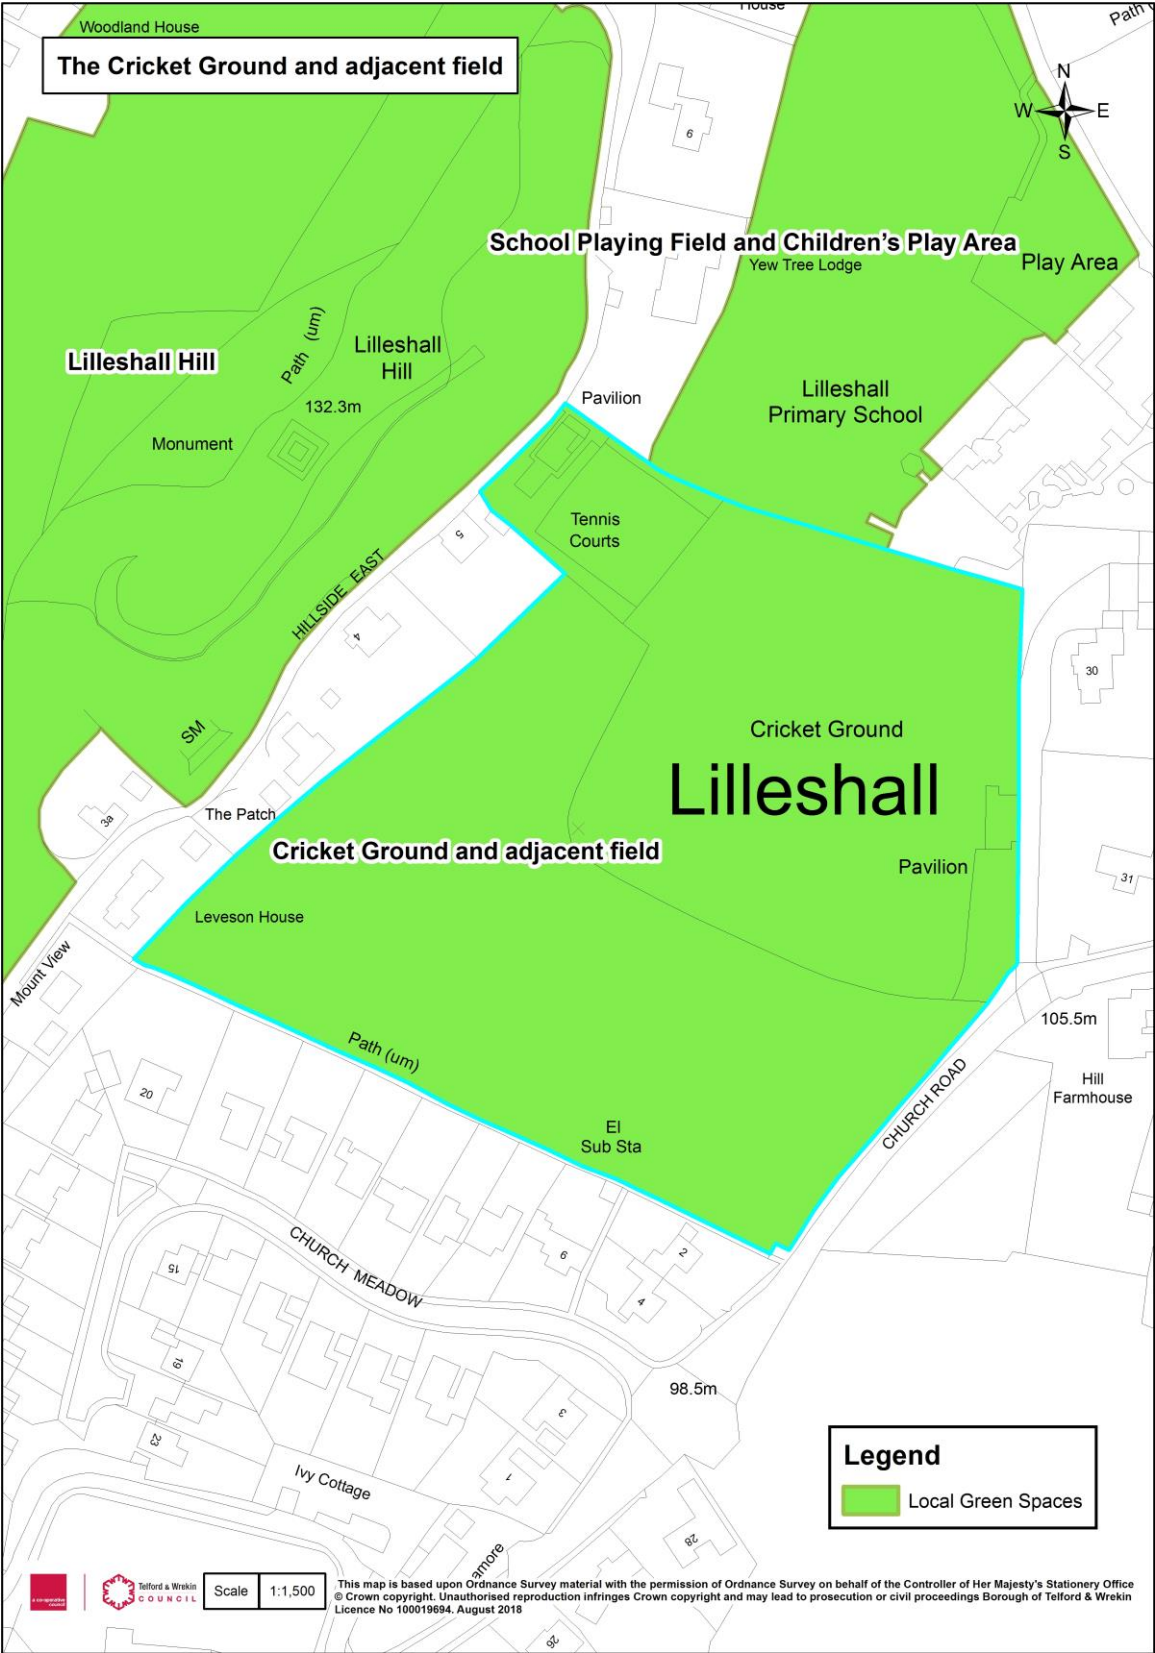 House
Path
Woodland House
The Cricket Ground and adjacent field
N
W E
S
6
School Playing Field and Children's Play Area
Yew Tree Lodge
Play Area
Path (um)
Lilleshall
Hill
Lilleshall Hill
132.3m
Monument
Pavilion
Lilleshall
Primary School
Tennis
Courts
5
HILLSIDE EAST
4
30
SM
Cricket Ground
Lilleshall
The Patch
3a
Cricket Ground and adjacent field
Pavilion
31
Leveson House
Mount View
105.5m
Path (um)
Hill
Farmhouse
20
CHURCH ROAD
El
Sub Sta
CHURCH MEADOW
6
2
4
15
19
98.5m
3
23
1
Ivy Cottage
Legend
Local Green Spaces
28
amore
26
a co-operative
council
Telford & Wrekin
COUNCIL
Scale 1:1,500
This map is based upon Ordnance Survey material with the permission of Ordnance Survey on behalf of the Controller of Her Majesty's Stationery Office
© Crown copyright. Unauthorised reproduction infringes Crown copyright and may lead to prosecution or civil proceedings Borough of Telford & Wrekin
Licence No 100019694. August 2018